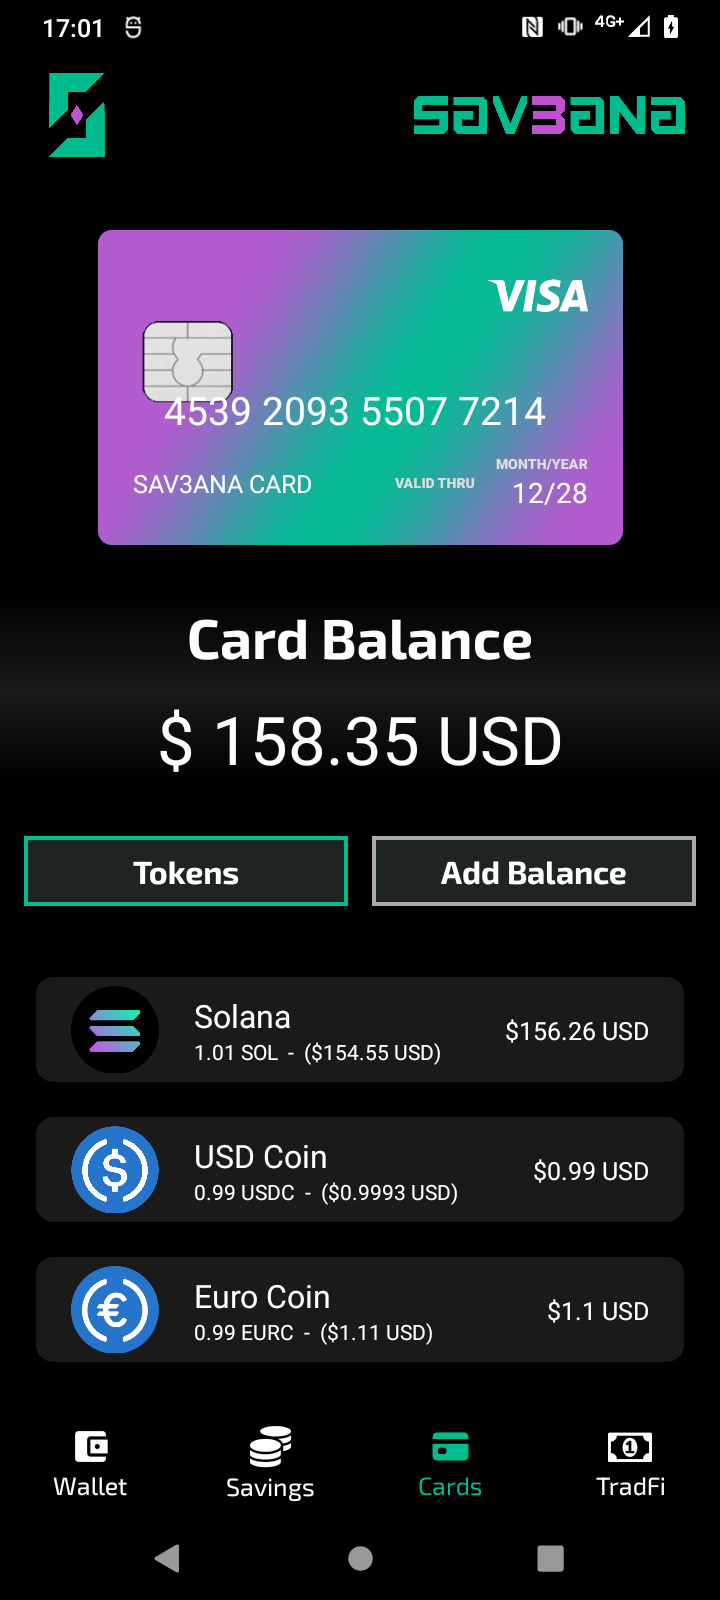 17:01 4G+
SAV3ANA
VISA
4539 2093 5507 7214
MONTH/YEAR
SAV3ANA CARD VALID THRU 12/28
Card Balance
$ 158.35 USD
Tokens Add Balance
Solana
1.01 SOL - ($154.55 USD) $156.26 USD
USD Coin
0.99 USDC - ($0.9993 USD) $0.99 USD
Euro Coin
0.99 EURC - ($1.11 USD) $1.1 USD
Wallet Savings Cards TradFi